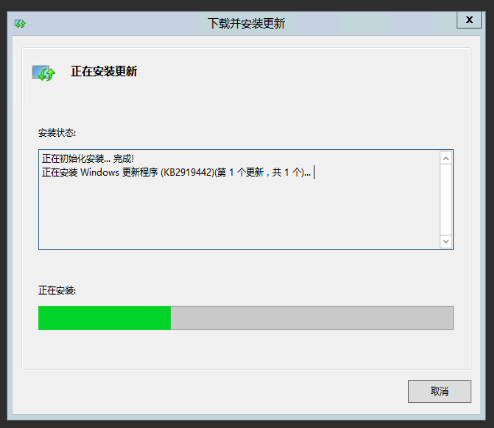 下载并安装更新
x
正在安装更新
安装状态:
正在初始化安装... 完成!
正在安装 Windows 更新程序 (KB2919442)(第 1 个更新，共 1 个)...
正在安装:
取消